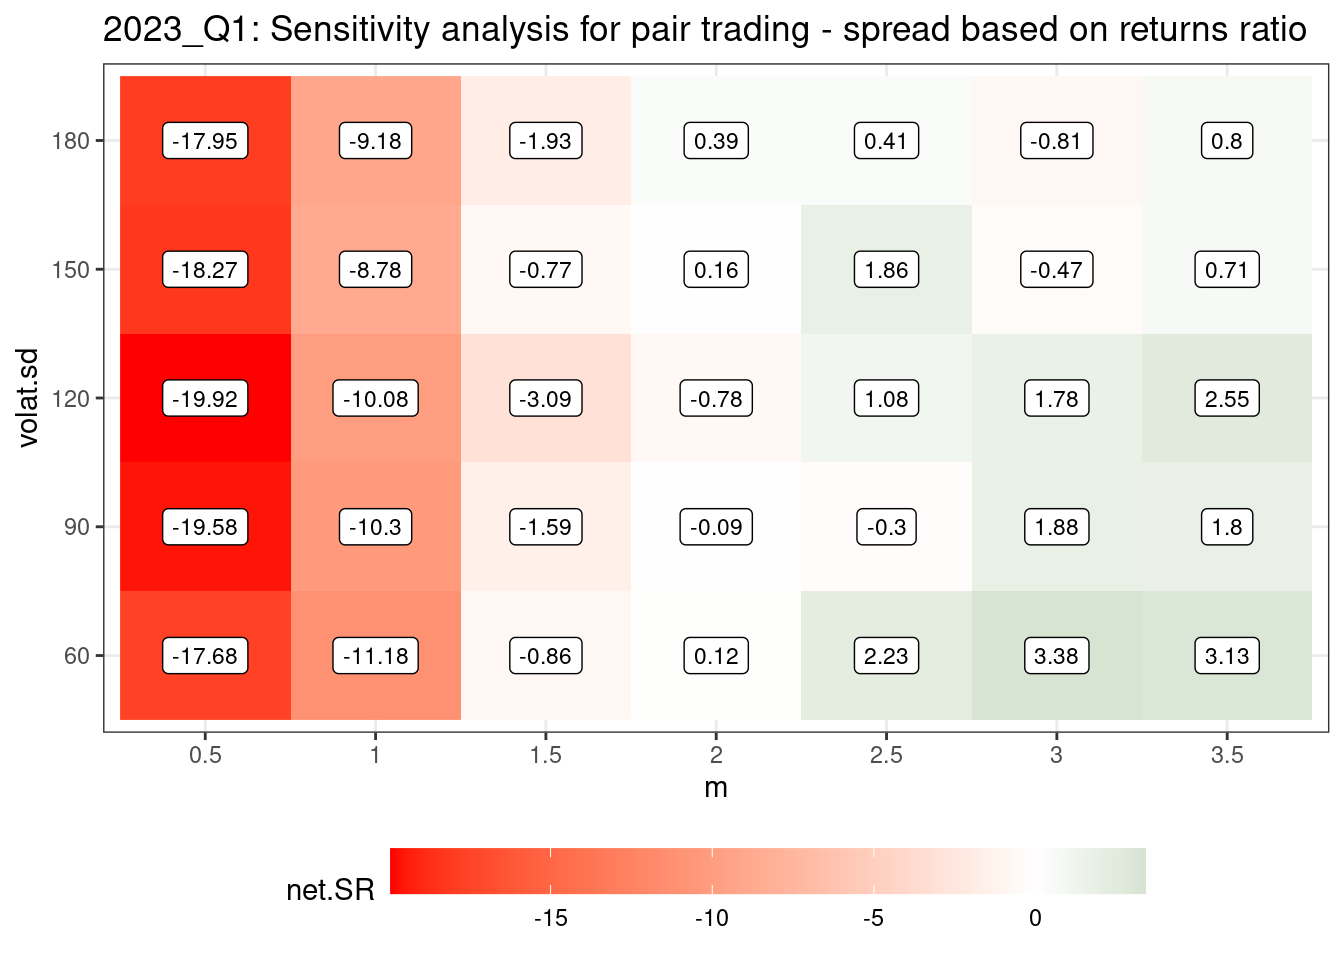 2023_Q1: Sensitivity analysis for pair trading - spread based on returns ratio
180 -17.95 -9.18 -1.93 0.39 0.41 -0.81 0.8
150 -18.27 -8.78 -0.77 0.16 1.86 -0.47 0.71
120 -19.92 -10.08 -3.09 -0.78 1.08 1.78 2.55
90 -19.58 -10.3 -1.59 -0.09 -0.3 1.88 1.8
60 -17.68 -11.18 -0.86 0.12 2.23 3.38 3.13
volat.sd
0.5 1 1.5 2 2.5 3 3.5
m
net.SR
-15 -10 -5 0